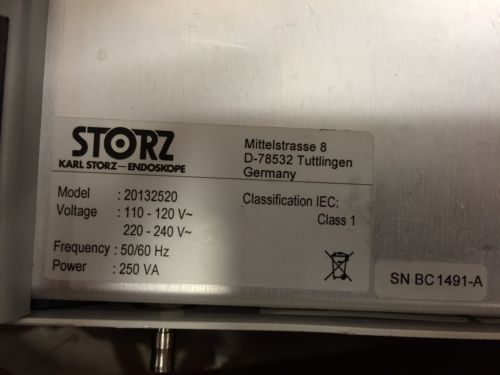 STORZ
KARL STORZ—ENDOSKOPE
Mittelstrasse 8
D-78532 Tuttlingen
Germany
Model : 20132520
Voltage : 110 - 120 V~
220 - 240 V~
Frequency : 50/60 Hz
Power : 250 VA
Classification IEC:
Class 1
SN BC1491-A